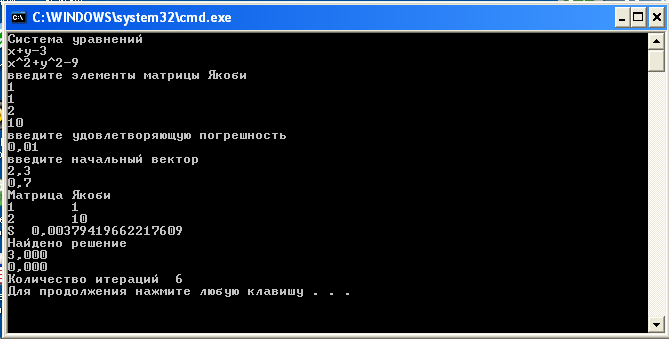 C:\WINDOWS\system32\cmd.exe
Система уравнений
x+y-3
x^2+y^2-9
введите элементы матрицы Якоби
1
1
2
10
введите удовлетворяющую погрешность
0,01
введите начальный вектор
2,3
0,7
Матрица Якоби
1 1
2 10
S 0,00379419662217609
Найдено решение
3,000
0,000
Количество итераций 6
Для продолжения нажмите любую клавишу . . .